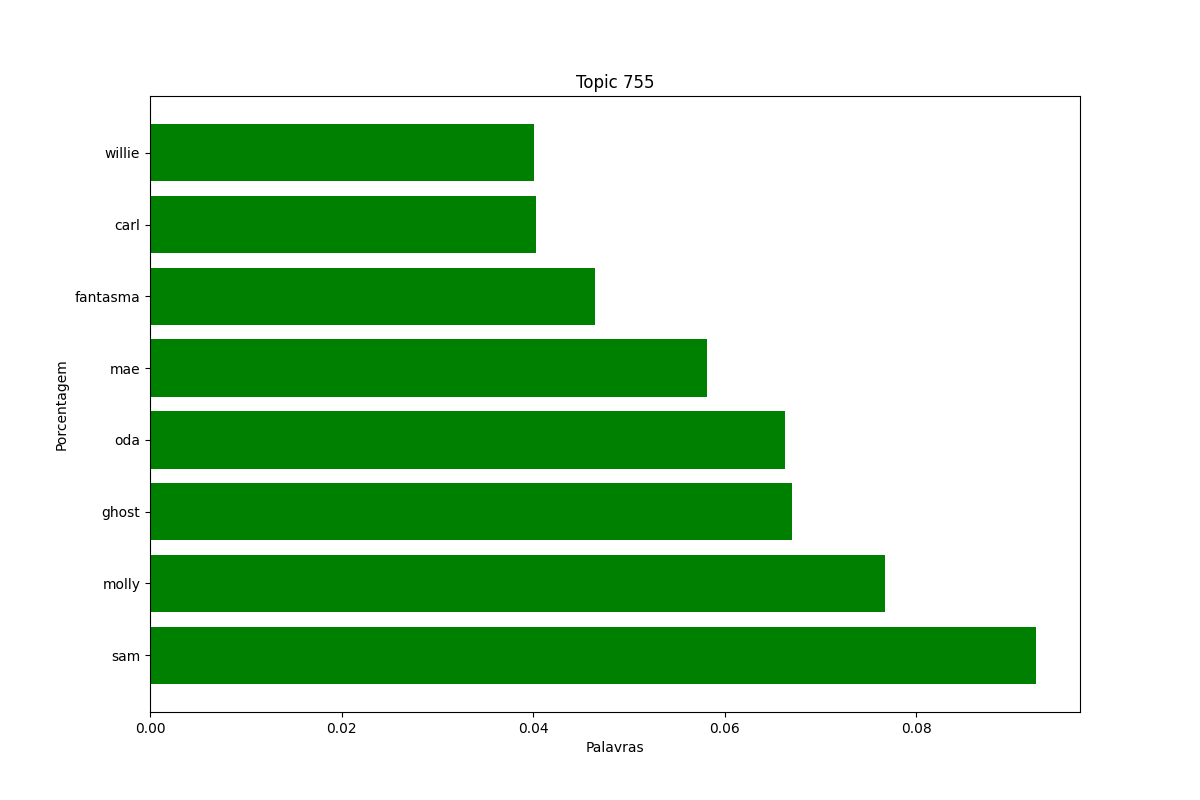 Topic 755
willie
carl
fantasma
mae
oda
ghost
molly
sam
Porcentagem
0.00 0.02 0.04 0.06 0.08
Palavras